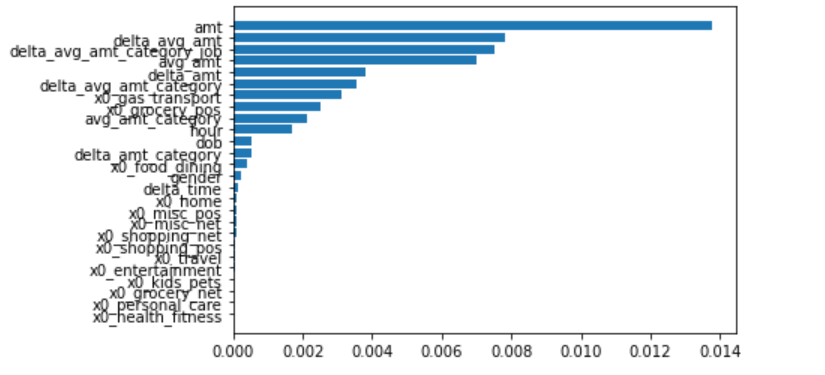 amt
delta_avg_amt
delta_avg_amt_category_job
avg_amt
delta_amt
delta_avg_amt_category
x0_gas_transport
x0_grocery_pos
avg_amt_category
hour
dob
delta_amt_category
x0_food_dining
gender
delta_time
x0_home
x0_misc_pos
x0_misc_net
x0_shopping_net
x0_shopping_pos
x0_travel
x0_entertainment
x0_kids_pets
x0_grocery_net
x0_personal_care
x0_health_fitness
0.000 0.002 0.004 0.006 0.008 0.010 0.012 0.014